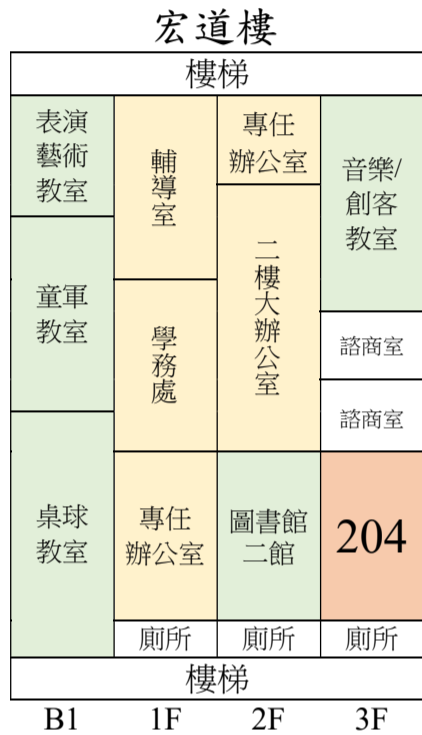 宏道樓
樓梯
表演
藝術
教室
童軍
教室
桌球
教室
輔導室
學務處
專任
辦公室
廁所
專任
辦公室
二樓大辦公室
圖書館
二館
廁所
音樂/
創客
教室
諮商室
諮商室
204
廁所
樓梯
B1
1F
2F
3F